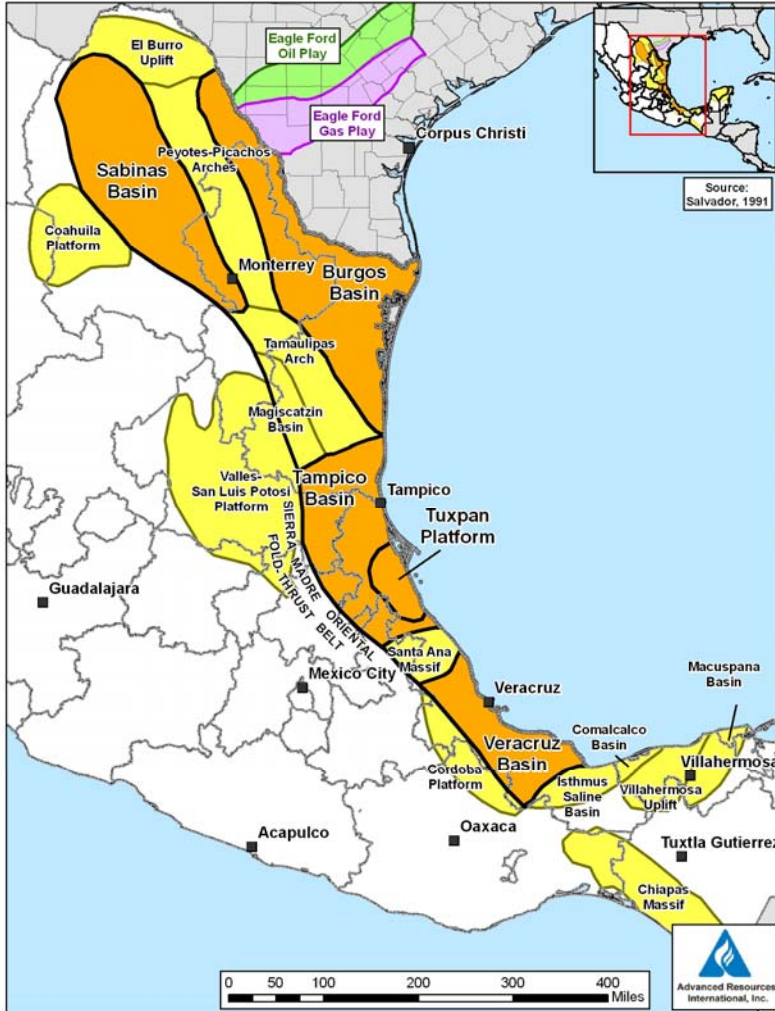 El Burro
Uplift
Eagle Ford
Oil Play
Eagle Ford
Gas Play
Corpus Christi
Source:
Salvador, 1991
Peyotes-Picachos
Arches
Sabinas
Basin
Coahuila
Platform
Monterrey
Burgos
Basin
Tamaulipas
Arch
Magiscatzin
Basin
Valles-
San Luis Potosi
Platform
Tampico
Basin
Tampico
Tuxpan
Platform
SIERRA MADRE ORIENTAL
FOLD-THRUST BELT
Guadalajara
Santa Ana
Massif
Mexico City
Veracruz
Macuspana
Basin
Comalcalco
Basin
Veracruz
Basin
Villahermosa
Cordoba
Platform
Isthmus
Saline
Basin
Villahermosa
Uplift
Acapulco
Oaxaca
Tuxtla Gutierrez
Chiapas
Massif
0 50 100 200 300 400
Miles
Advanced Resources
International, Inc.